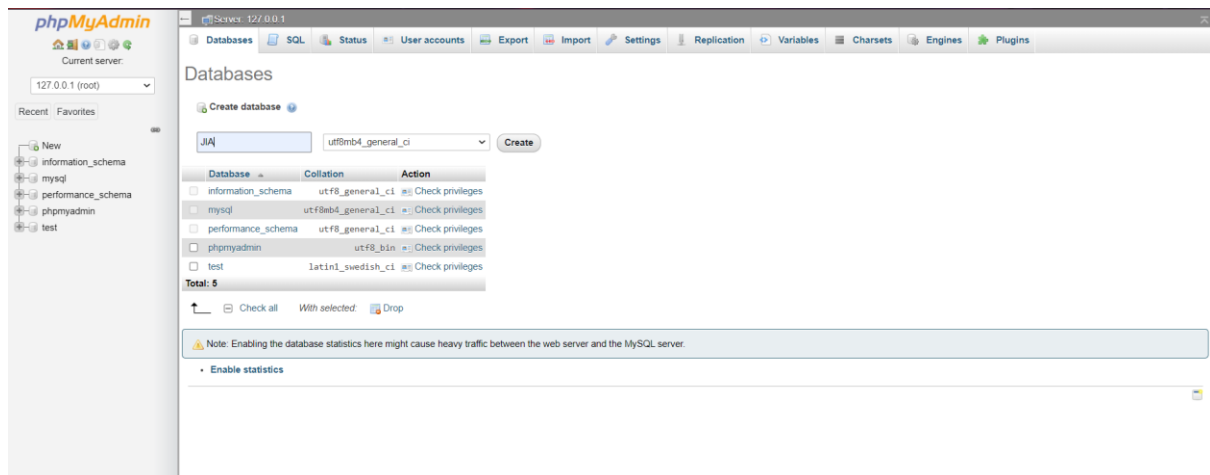 phpMyAdmin
Current server:
127.0.0.1 (root)
Recent Favorites
New
information_schema
mysql
performance_schema
phpmyadmin
test
Server: 127.0.0.1
Databases SQL Status User accounts Export Import Settings Replication Variables Charsets Engines Plugins
Databases
Create database
JIA utf8mb4_general_ci Create
Database Collation Action
information_schema utf8_general_ci Check privileges
mysql utf8mb4_general_ci Check privileges
performance_schema utf8_general_ci Check privileges
phpmyadmin utf8_bin Check privileges
test latin1_swedish_ci Check privileges
Total: 5
Check all With selected: Drop
Note: Enabling the database statistics here might cause heavy traffic between the web server and the MySQL server.
Enable statistics